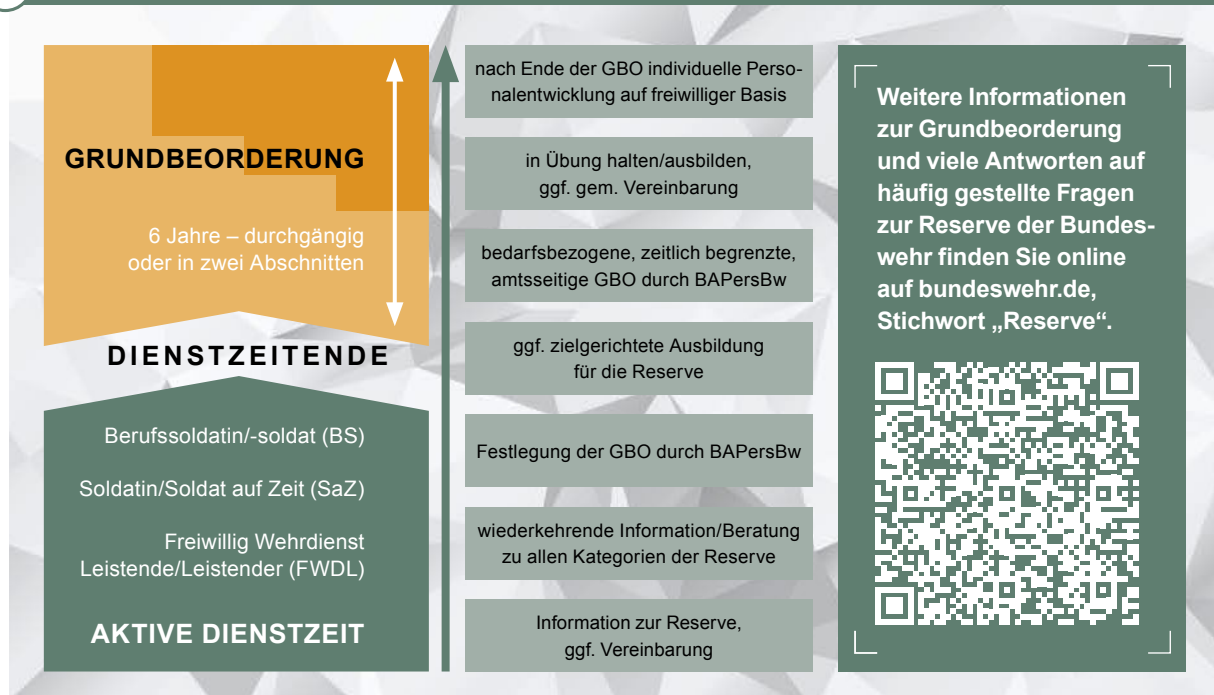 GRUNDBEORDERUNG
6 Jahre – durchgängig
oder in zwei Abschnitten
DIENSTZEITENDE
Berufssoldatin/-soldat (BS)
Soldatin/Soldat auf Zeit (SaZ)
Freiwillig Wehrdienst
Leistende/Leistender (FWDL)
AKTIVE DIENSTZEIT
nach Ende der GBO individuelle Perso-
nalentwicklung auf freiwilliger Basis
in Übung halten/ausbilden,
ggf. gem. Vereinbarung
bedarfsbezogene, zeitlich begrenzte,
amtsseitige GBO durch BAPersBw
ggf. zielgerichtete Ausbildung
für die Reserve
Festlegung der GBO durch BAPersBw
wiederkehrende Information/Beratung
zu allen Kategorien der Reserve
Information zur Reserve,
ggf. Vereinbarung
Weitere Informationen
zur Grundbeorderung
und viele Antworten auf
häufig gestellte Fragen
zur Reserve der Bundes-
wehr finden Sie online
auf bundeswehr.de,
Stichwort „Reserve“.